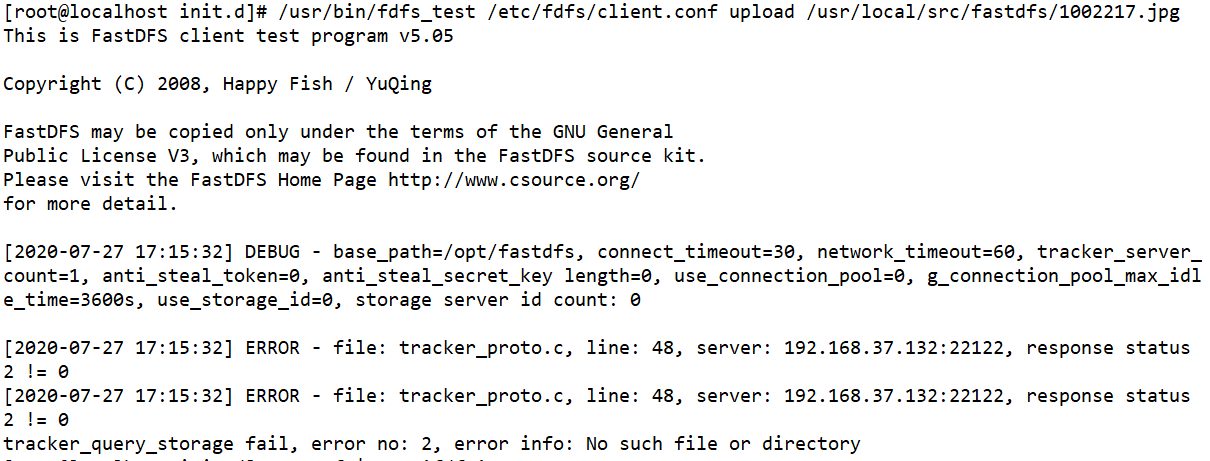 [root@localhost init.d]# /usr/bin/fdfs_test /etc/fdfs/client.conf upload /usr/local/src/fastdfs/1002217.jpg
This is FastDFS client test program v5.05
Copyright (C) 2008, Happy Fish / YuQing
FastDFS may be copied only under the terms of the GNU General
Public License V3, which may be found in the FastDFS source kit.
Please visit the FastDFS Home Page http://www.csource.org/
for more detail.
[2020-07-27 17:15:32] DEBUG - base_path=/opt/fastdfs, connect_timeout=30, network_timeout=60, tracker_server_
count=1, anti_steal_token=0, anti_steal_secret_key length=0, use_connection_pool=0, g_connection_pool_max_idl
e_time=3600s, use_storage_id=0, storage server id count: 0
[2020-07-27 17:15:32] ERROR - file: tracker_proto.c, line: 48, server: 192.168.37.132:22122, response status
2 != 0
[2020-07-27 17:15:32] ERROR - file: tracker_proto.c, line: 48, server: 192.168.37.132:22122, response status
2 != 0
tracker_query_storage fail, error no: 2, error info: No such file or directory